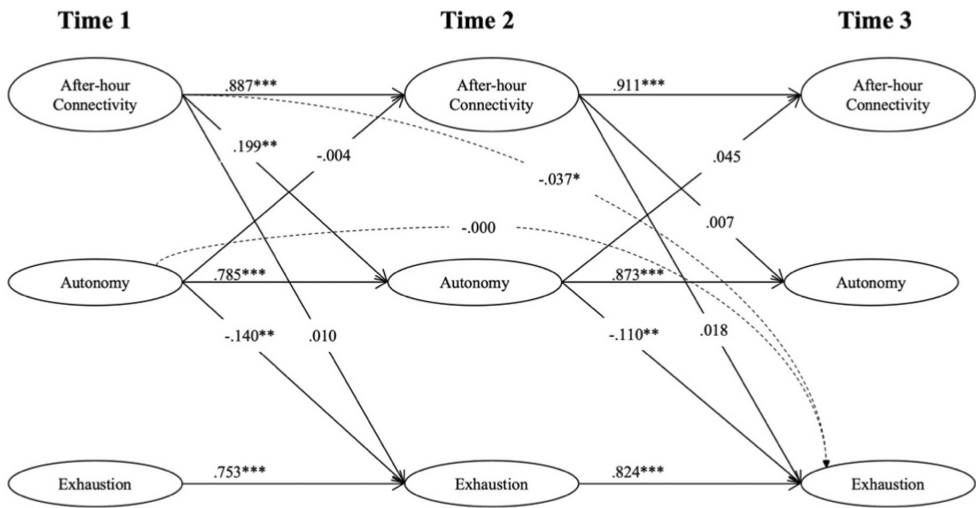 Time 1
Time 2
Time 3
After-hour
Connectivity
.887***
After-hour
Connectivity
.911***
After-hour
Connectivity
.199**
-.004
-.037*
.045
.007
-.000
Autonomy
.785***
Autonomy
.873***
Autonomy
-.140**
.010
-.110**
.018
Exhaustion
.753***
Exhaustion
.824***
Exhaustion